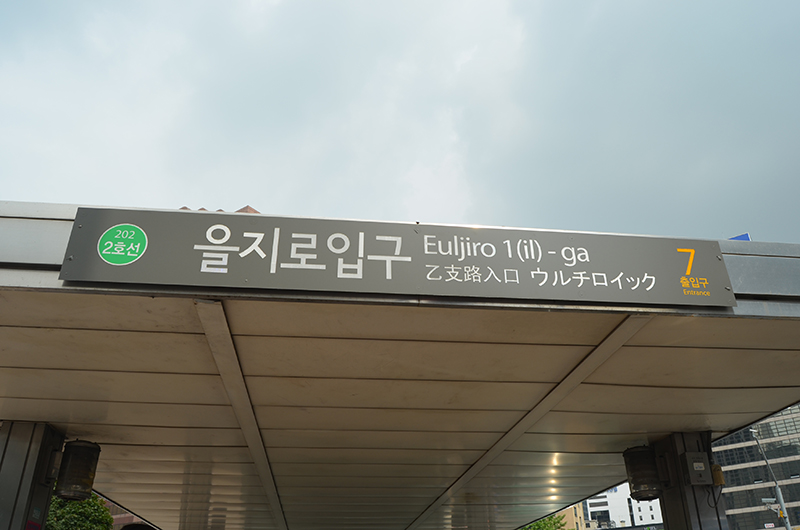 202
2호선
을지로입구
Euljiro 1(il) - ga
乙支路入口 ウルチロイック
7
출입구
Entrance